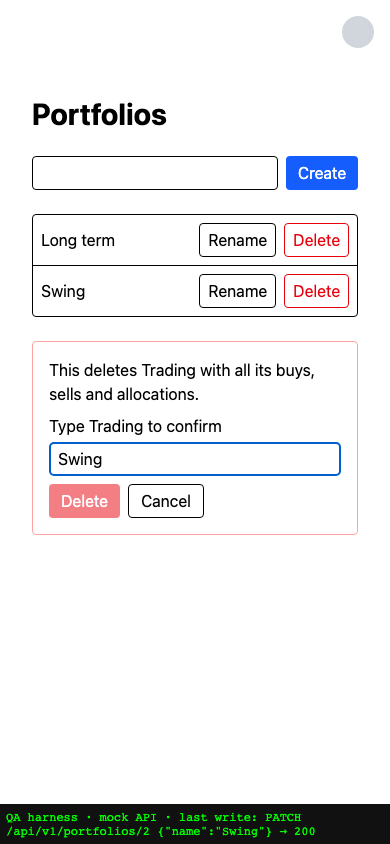 Portfolios
Create
Long term
Rename
Delete
Swing
Rename
Delete
This deletes Trading with all its buys,
sells and allocations.
Type Trading to confirm
Swing
Delete
Cancel
QA harness · mock API · last write: PATCH
/api/v1/portfolios/2 {"name":"Swing"} → 200